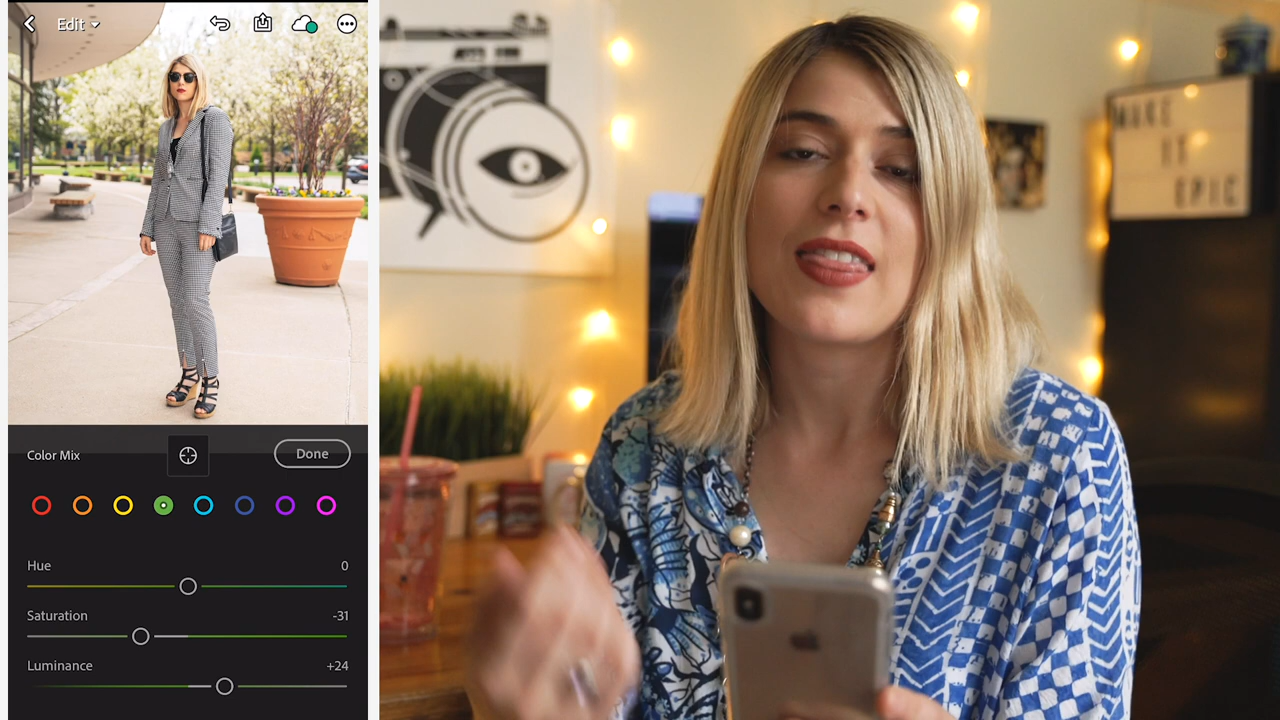 Edit
Color Mix
Done
Hue 0
Saturation -31
Luminance +24
MAKE
IT
EPIC